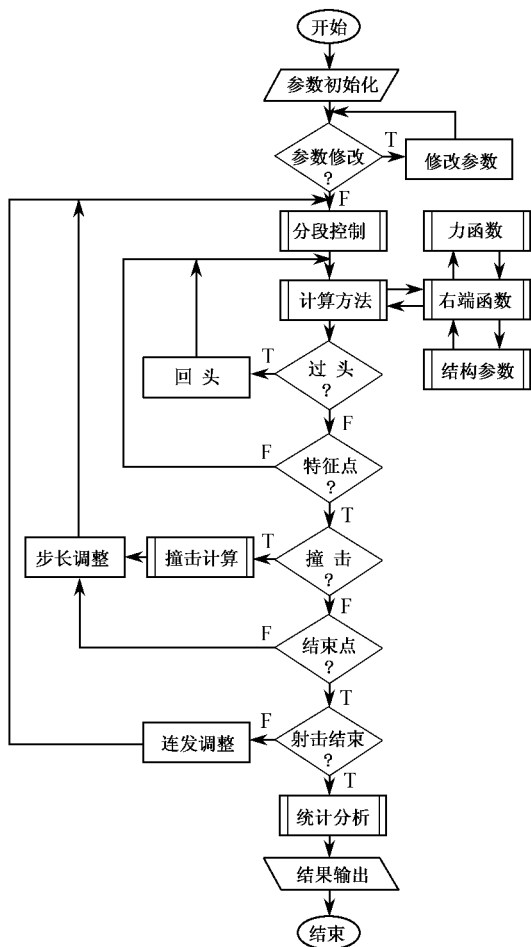 开始
参数初始化
参数修改
?
T
修改参数
F
分段控制
力函数
计算方法
右端函数
结构参数
过 头
?
T
回 头
F
特征点
?
F
T
撞 击
?
T
撞击计算
步长调整
F
结束点
?
F
T
射击结束
?
F
连发调整
T
统计分析
结果输出
结束